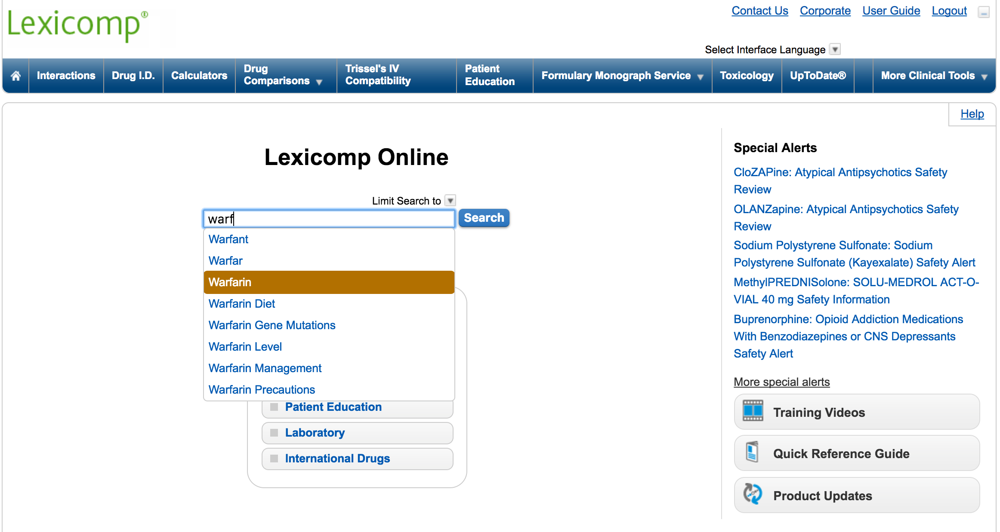 Lexicomp®
Contact Us Corporate User Guide Logout
Select Interface Language
Interactions
Drug I.D.
Calculators
Drug
Comparisons
Trissel's IV
Compatibility
Patient
Education
Formulary Monograph Service
Toxicology
UpToDate®
More Clinical Tools
Help
Lexicomp Online
Limit Search to
warf
Search
Warfant
Warfar
Warfarin
Warfarin Diet
Warfarin Gene Mutations
Warfarin Level
Warfarin Management
Warfarin Precautions
Patient Education
Laboratory
International Drugs
Special Alerts
CloZAPine: Atypical Antipsychotics Safety
Review
OLANZapine: Atypical Antipsychotics Safety
Review
Sodium Polystyrene Sulfonate: Sodium
Polystyrene Sulfonate (Kayexalate) Safety Alert
MethylPREDNISolone: SOLU-MEDROL ACT-O-
VIAL 40 mg Safety Information
Buprenorphine: Opioid Addiction Medications
With Benzodiazepines or CNS Depressants
Safety Alert
More special alerts
Training Videos
Quick Reference Guide
Product Updates